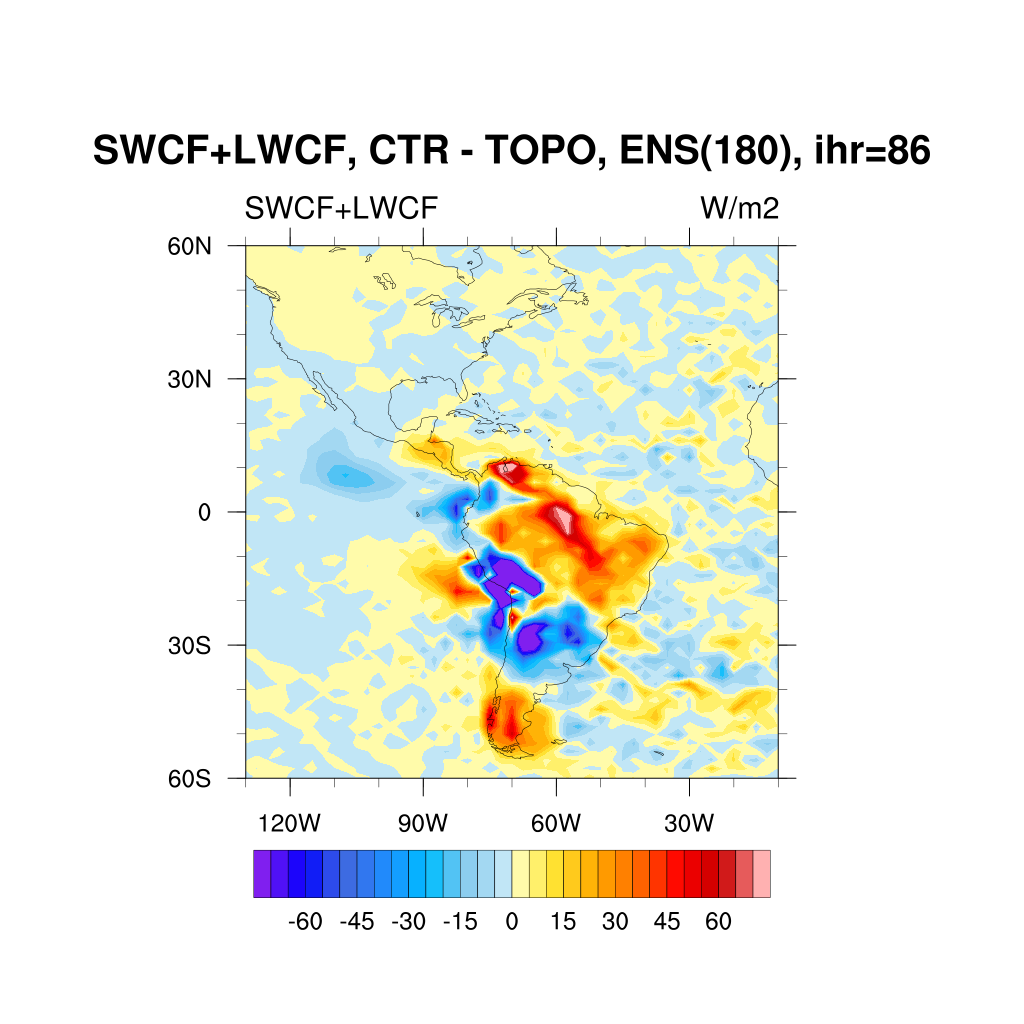 SWCF+LWCF, CTR - TOPO, ENS(180), ihr=86
SWCF+LWCF W/m2
60N
30N
0
30S
60S
120W 90W 60W 30W
-60 -45 -30 -15 0 15 30 45 60